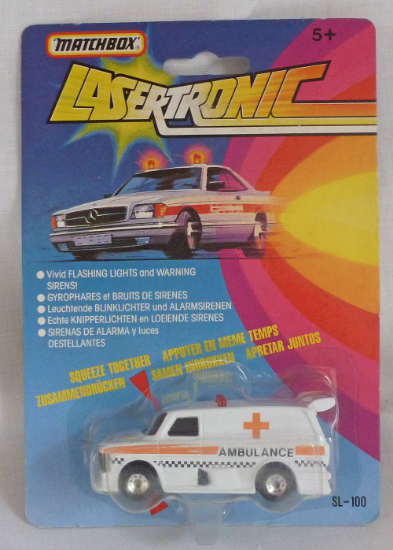 MATCHBOX
5+
LASERTRONIC
● Vivid FLASHING LIGHTS and WARNING
SIRENS!
● GYROPHARES et BRUITS DE SIRENES
● Leuchtende BLINKLICHTER und ALARMSIRENEN
● Echte KNIPPERLICHTEN en LOEIENDE SIRENES
● SIRENAS DE ALARMA y luces
DESTELLANTES
SQUEEZE TOGETHER APPUYER EN MEME TEMPS
ZUSAMMENDRÜCKEN SAMEN INDRUKKEN APRETAR JUNTOS
AMBULANCE
SL-100